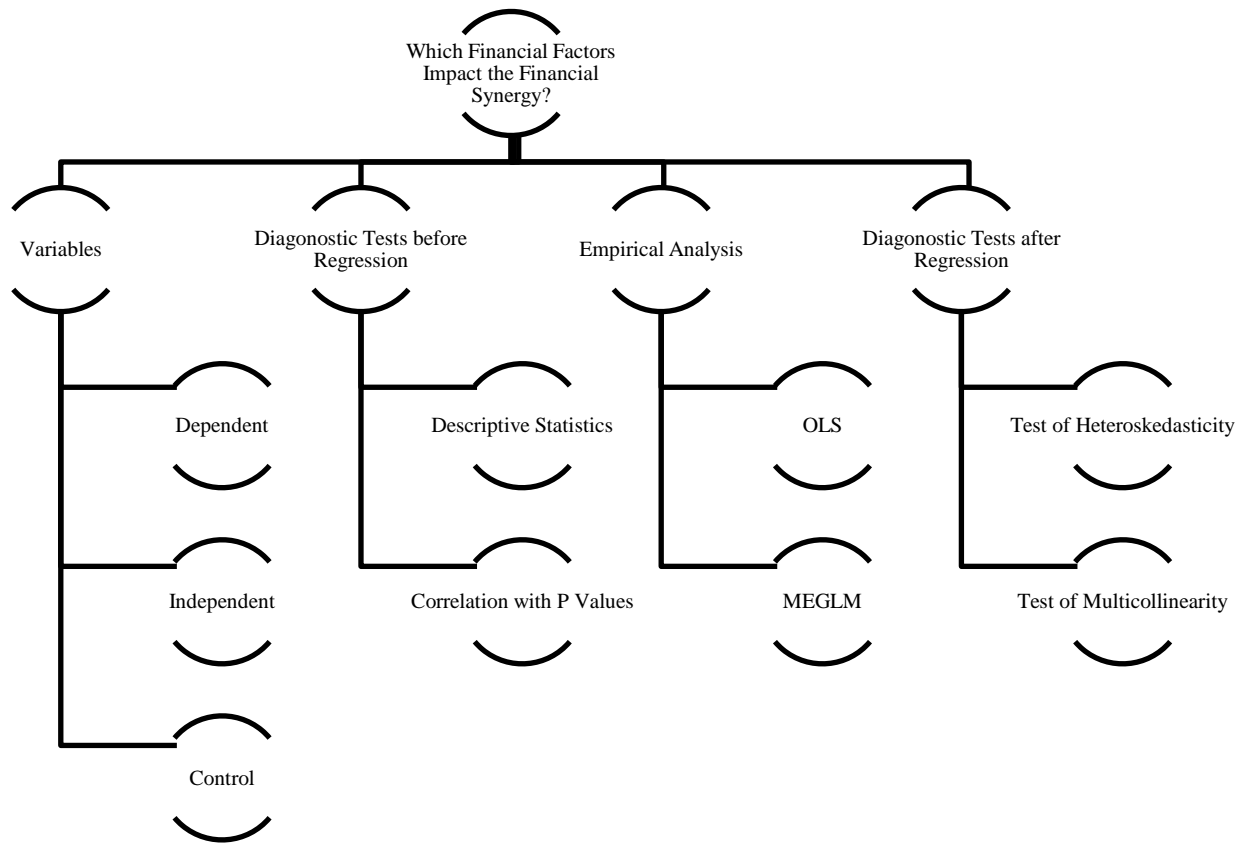 Which Financial Factors
Impact the Financial
Synergy?
Variables
Diagonostic Tests before
Regression
Empirical Analysis
Diagonostic Tests after
Regression
Dependent
Descriptive Statistics
OLS
Test of Heteroskedasticity
Independent
Correlation with P Values
MEGLM
Test of Multicollinearity
Control